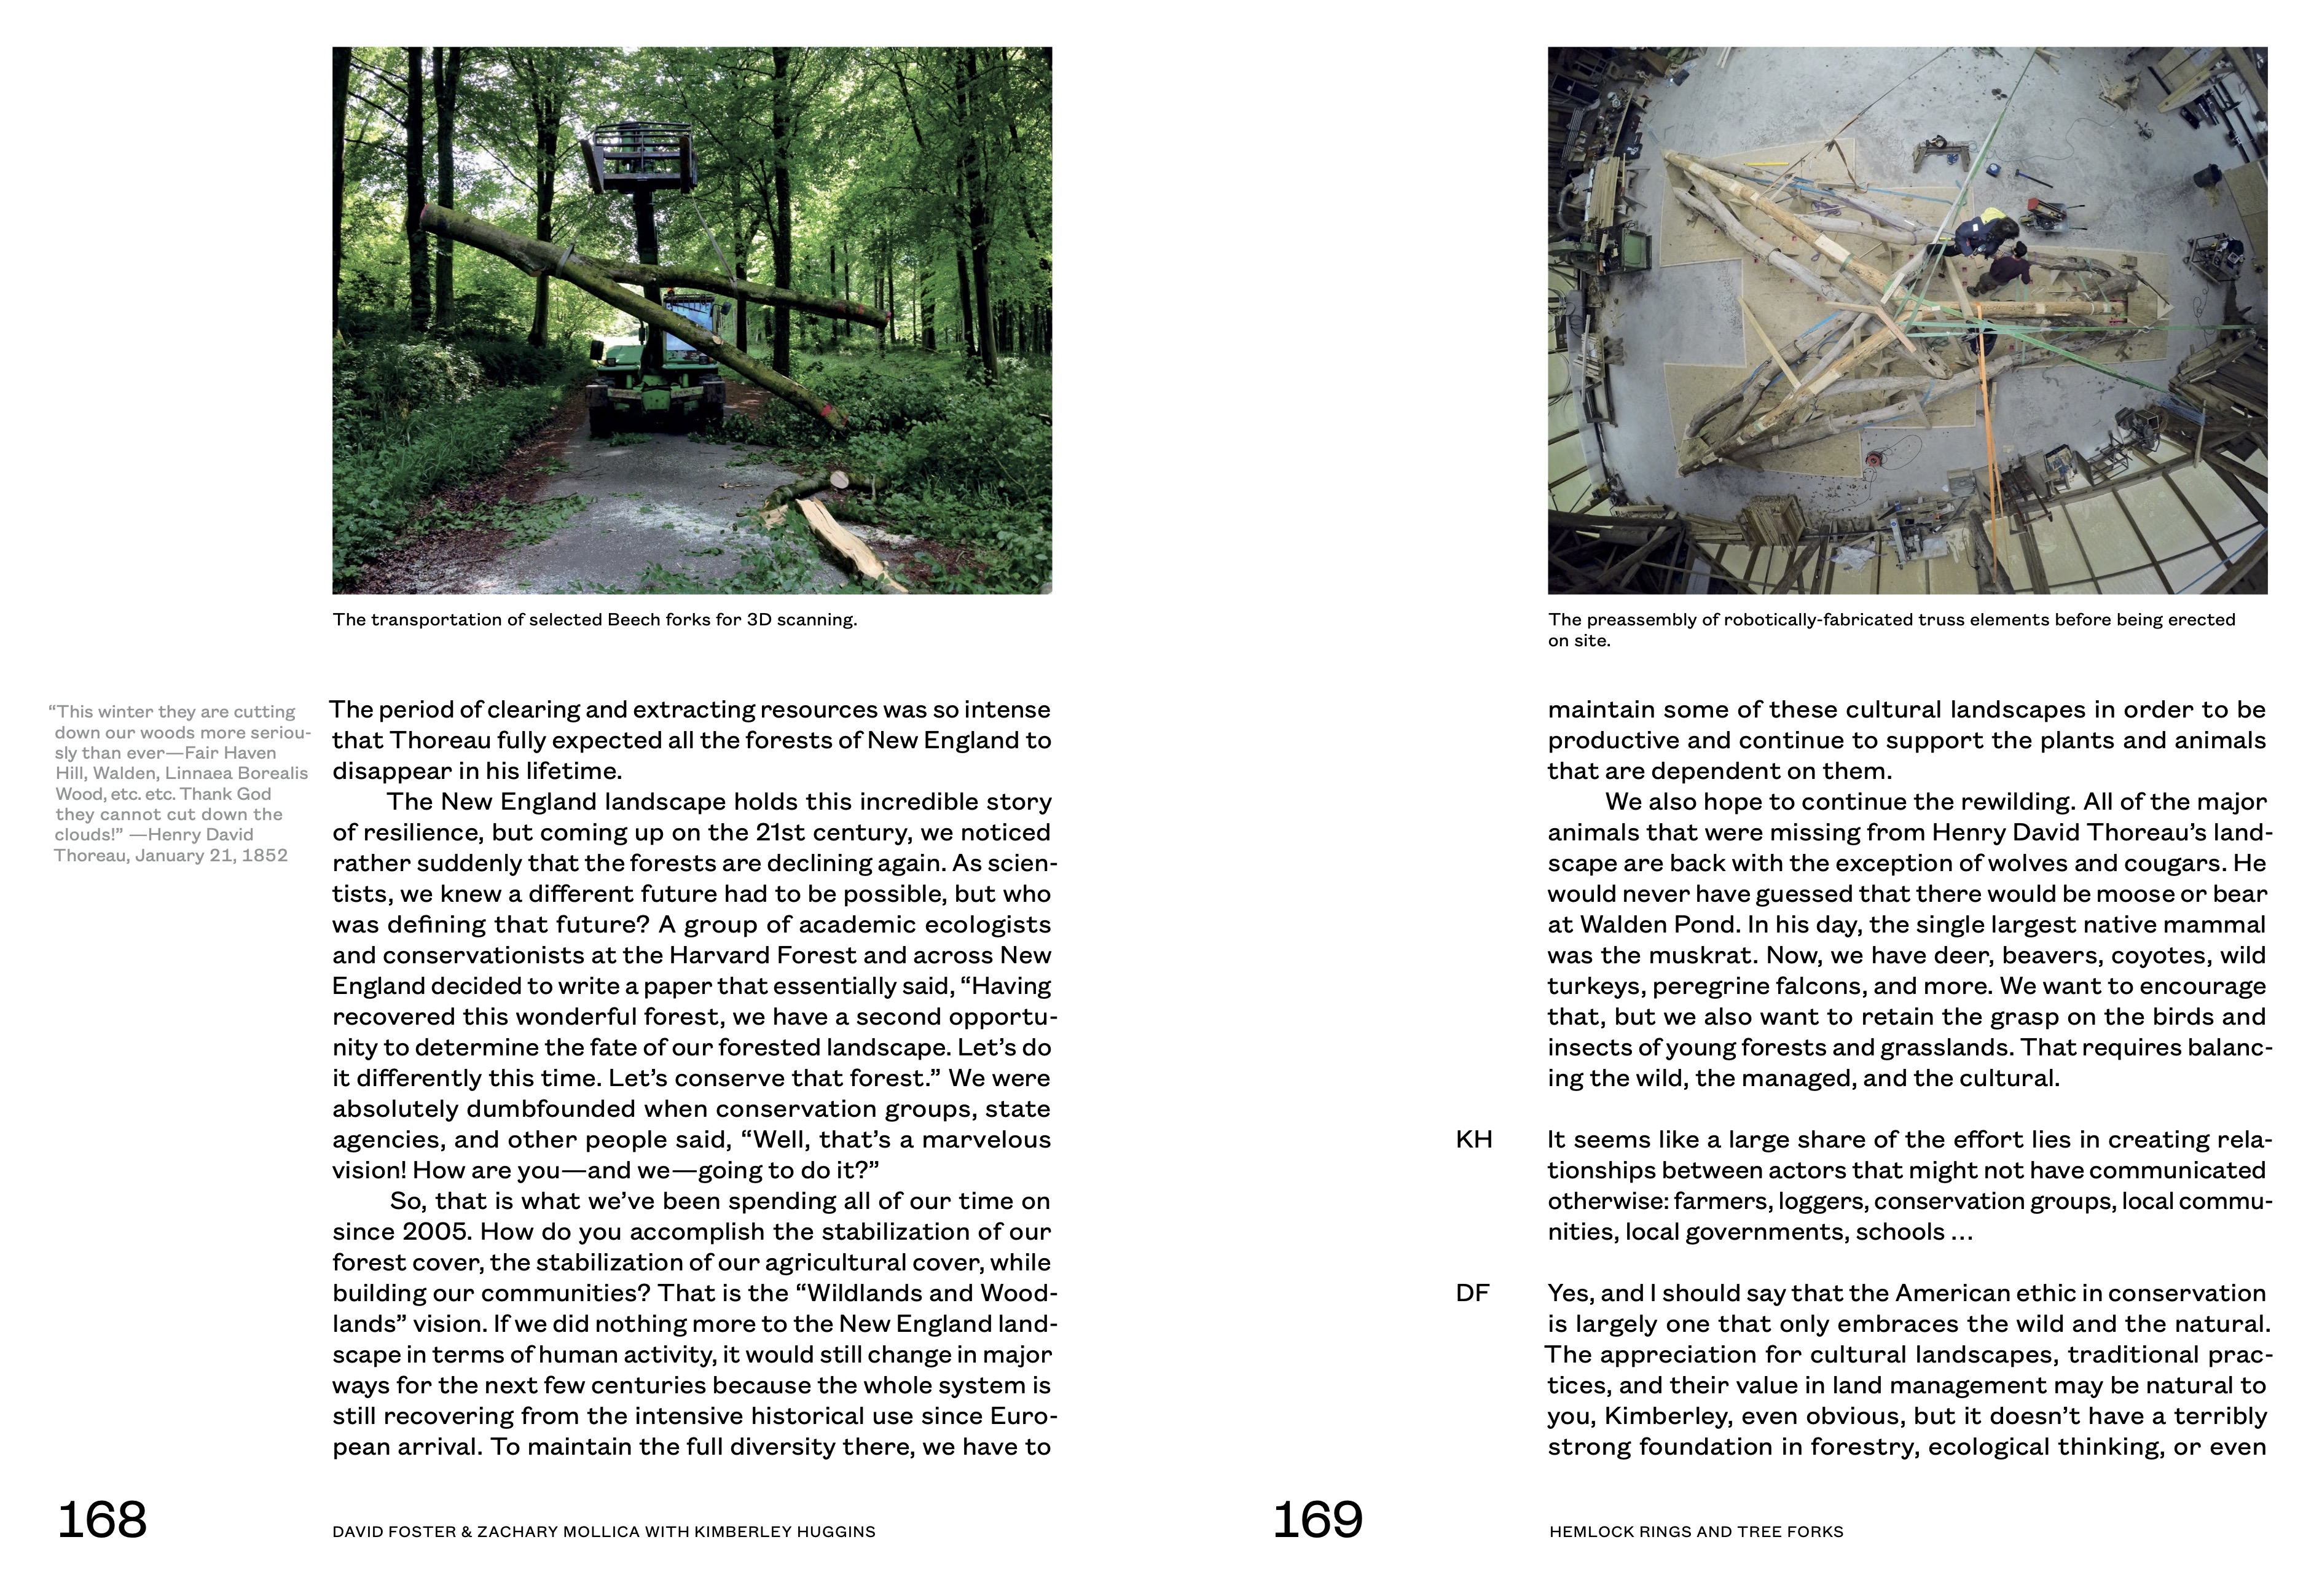 The transportation of selected Beech forks for 3D scanning.
“This winter they are cutting
down our woods more seriou-
sly than ever—Fair Haven
Hill, Walden, Linnaea Borealis
Wood, etc. etc. Thank God
they cannot cut down the
clouds!” —Henry David
Thoreau, January 21, 1852
The period of clearing and extracting resources was so intense
that Thoreau fully expected all the forests of New England to
disappear in his lifetime.
The New England landscape holds this incredible story
of resilience, but coming up on the 21st century, we noticed
rather suddenly that the forests are declining again. As scien-
tists, we knew a different future had to be possible, but who
was defining that future? A group of academic ecologists
and conservationists at the Harvard Forest and across New
England decided to write a paper that essentially said, “Having
recovered this wonderful forest, we have a second opportu-
nity to determine the fate of our forested landscape. Let’s do
it differently this time. Let’s conserve that forest.” We were
absolutely dumbfounded when conservation groups, state
agencies, and other people said, “Well, that’s a marvelous
vision! How are you—and we—going to do it?”
So, that is what we’ve been spending all of our time on
since 2005. How do you accomplish the stabilization of our
forest cover, the stabilization of our agricultural cover, while
building our communities? That is the “Wildlands and Wood-
lands” vision. If we did nothing more to the New England land-
scape in terms of human activity, it would still change in major
ways for the next few centuries because the whole system is
still recovering from the intensive historical use since Euro-
pean arrival. To maintain the full diversity there, we have to
168
DAVID FOSTER & ZACHARY MOLLICA WITH KIMBERLEY HUGGINS
The preassembly of robotically-fabricated truss elements before being erected
on site.
maintain some of these cultural landscapes in order to be
productive and continue to support the plants and animals
that are dependent on them.
We also hope to continue the rewilding. All of the major
animals that were missing from Henry David Thoreau’s land-
scape are back with the exception of wolves and cougars. He
would never have guessed that there would be moose or bear
at Walden Pond. In his day, the single largest native mammal
was the muskrat. Now, we have deer, beavers, coyotes, wild
turkeys, peregrine falcons, and more. We want to encourage
that, but we also want to retain the grasp on the birds and
insects of young forests and grasslands. That requires balanc-
ing the wild, the managed, and the cultural.
KH It seems like a large share of the effort lies in creating rela-
tionships between actors that might not have communicated
otherwise: farmers, loggers, conservation groups, local commu-
nities, local governments, schools …
DF Yes, and I should say that the American ethic in conservation
is largely one that only embraces the wild and the natural.
The appreciation for cultural landscapes, traditional prac-
tices, and their value in land management may be natural to
you, Kimberley, even obvious, but it doesn’t have a terribly
strong foundation in forestry, ecological thinking, or even
169
HEMLOCK RINGS AND TREE FORKS